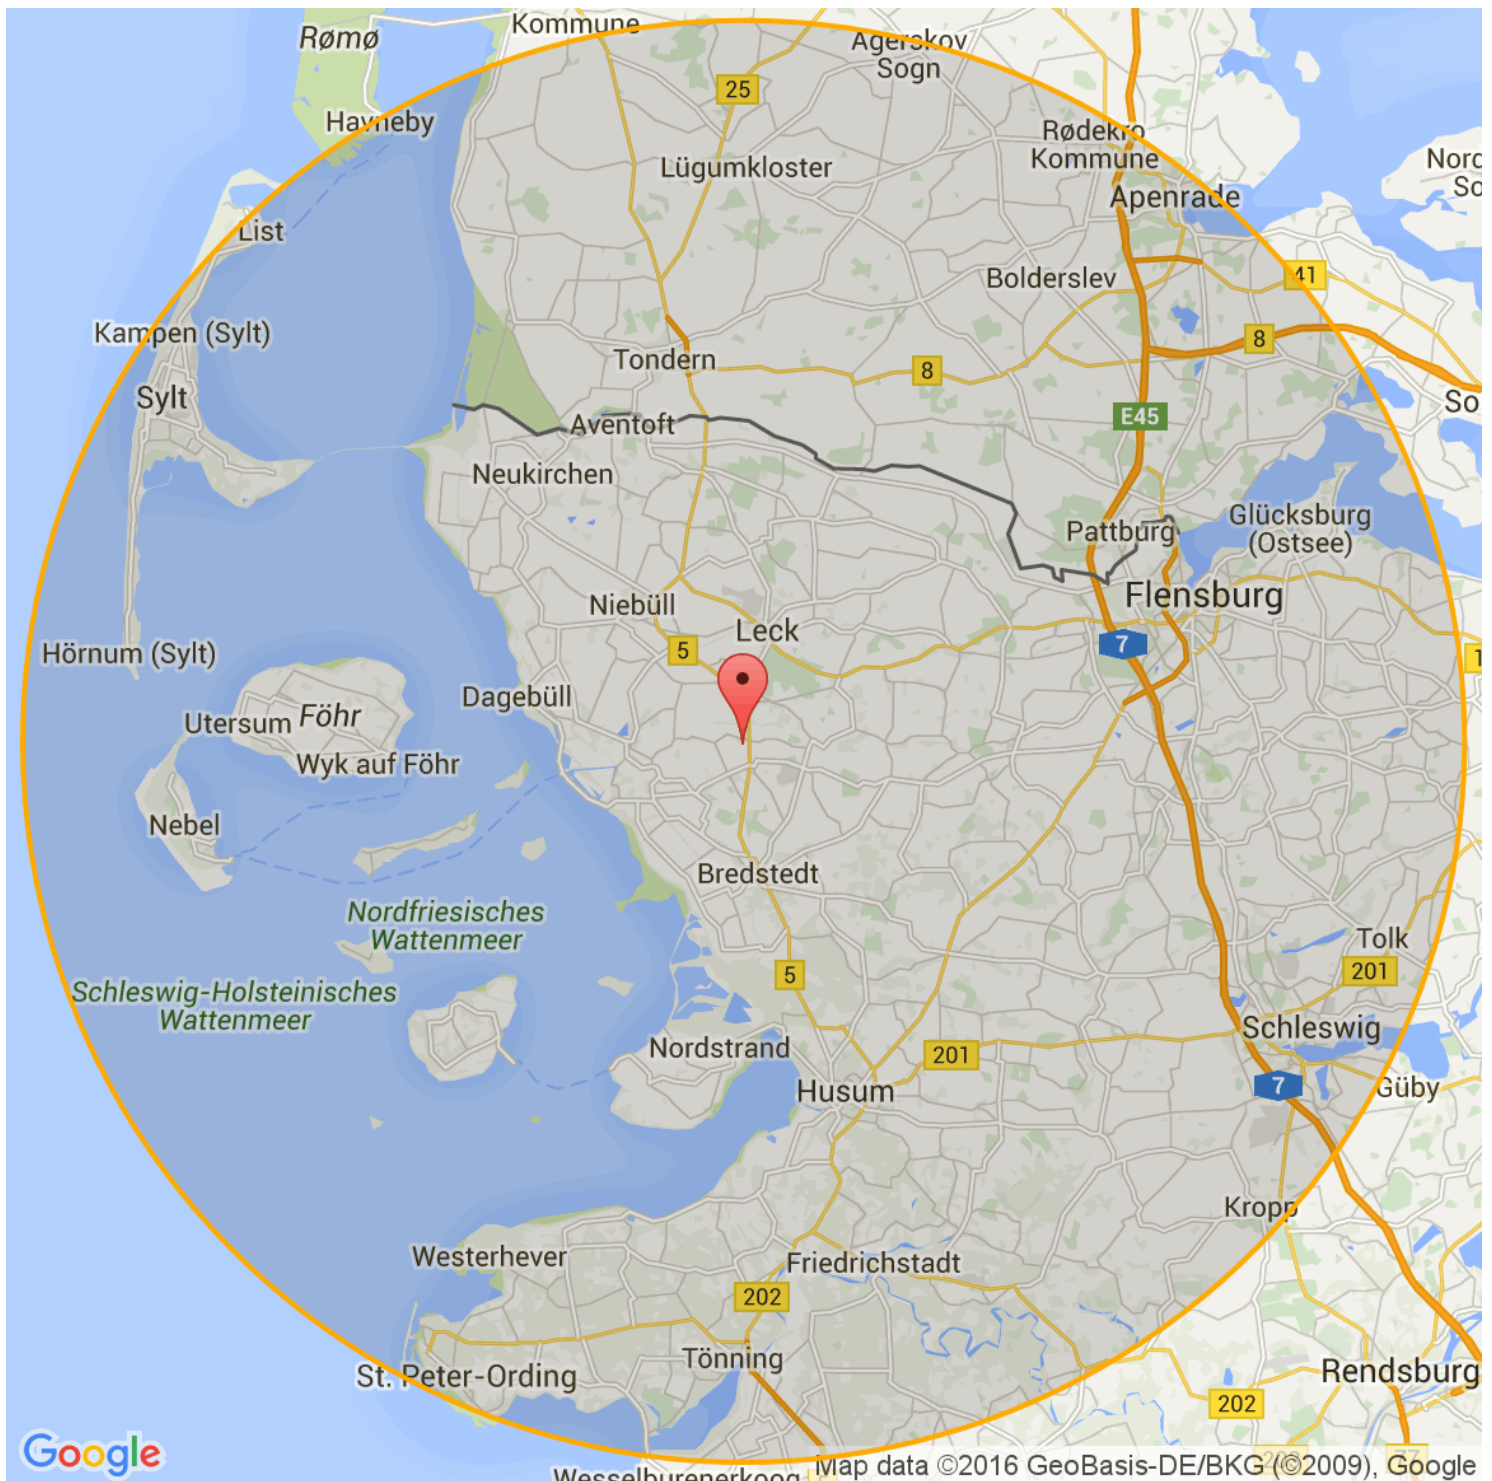 Kommune
Rømø
Agerskov
Sogn
25
Havneby
Rødekro
Kommune
Lügumkloster
Apenrade
List
Bolderslev
41
Kampen (Sylt)
8
Tondern
8
Sylt
E45
Aventoft
Neukirchen
Glücksburg
(Ostsee)
Pattburg
Flensburg
Niebüll
Leck
7
5
Hörnum (Sylt)
Dagebüll
Utersum
Föhr
Wyk auf Föhr
Nebel
Bredstedt
Nordfriesisches
Wattenmeer
Tolk
5
201
Schleswig-Holsteinisches
Wattenmeer
Schleswig
Nordstrand
201
Husum
7
Güby
Kropp
Westerhever
Friedrichstadt
202
Tönning
St. Peter-Ording
Rendsburg
202
Google
Map data ©2016 GeoBasis-DE/BKG (©2009), Google
Wesselburenerkoog